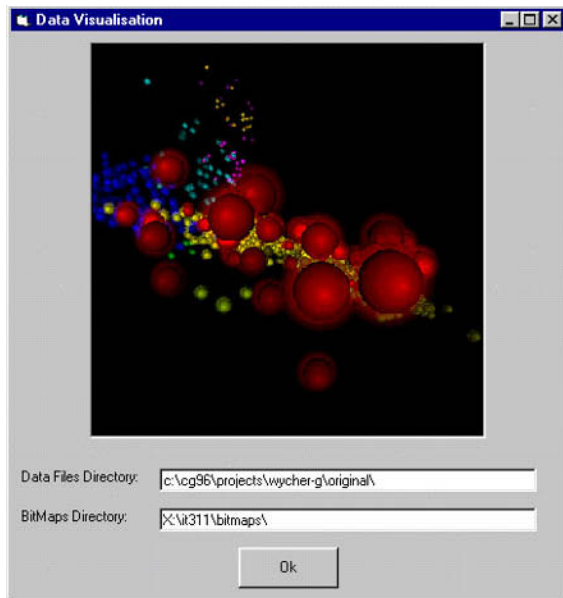 Data Visualisation
Data Files Directory: c:\cg96\projects\wycher-g\original\
BitMaps Directory: X:\it311\bitmaps\
Ok